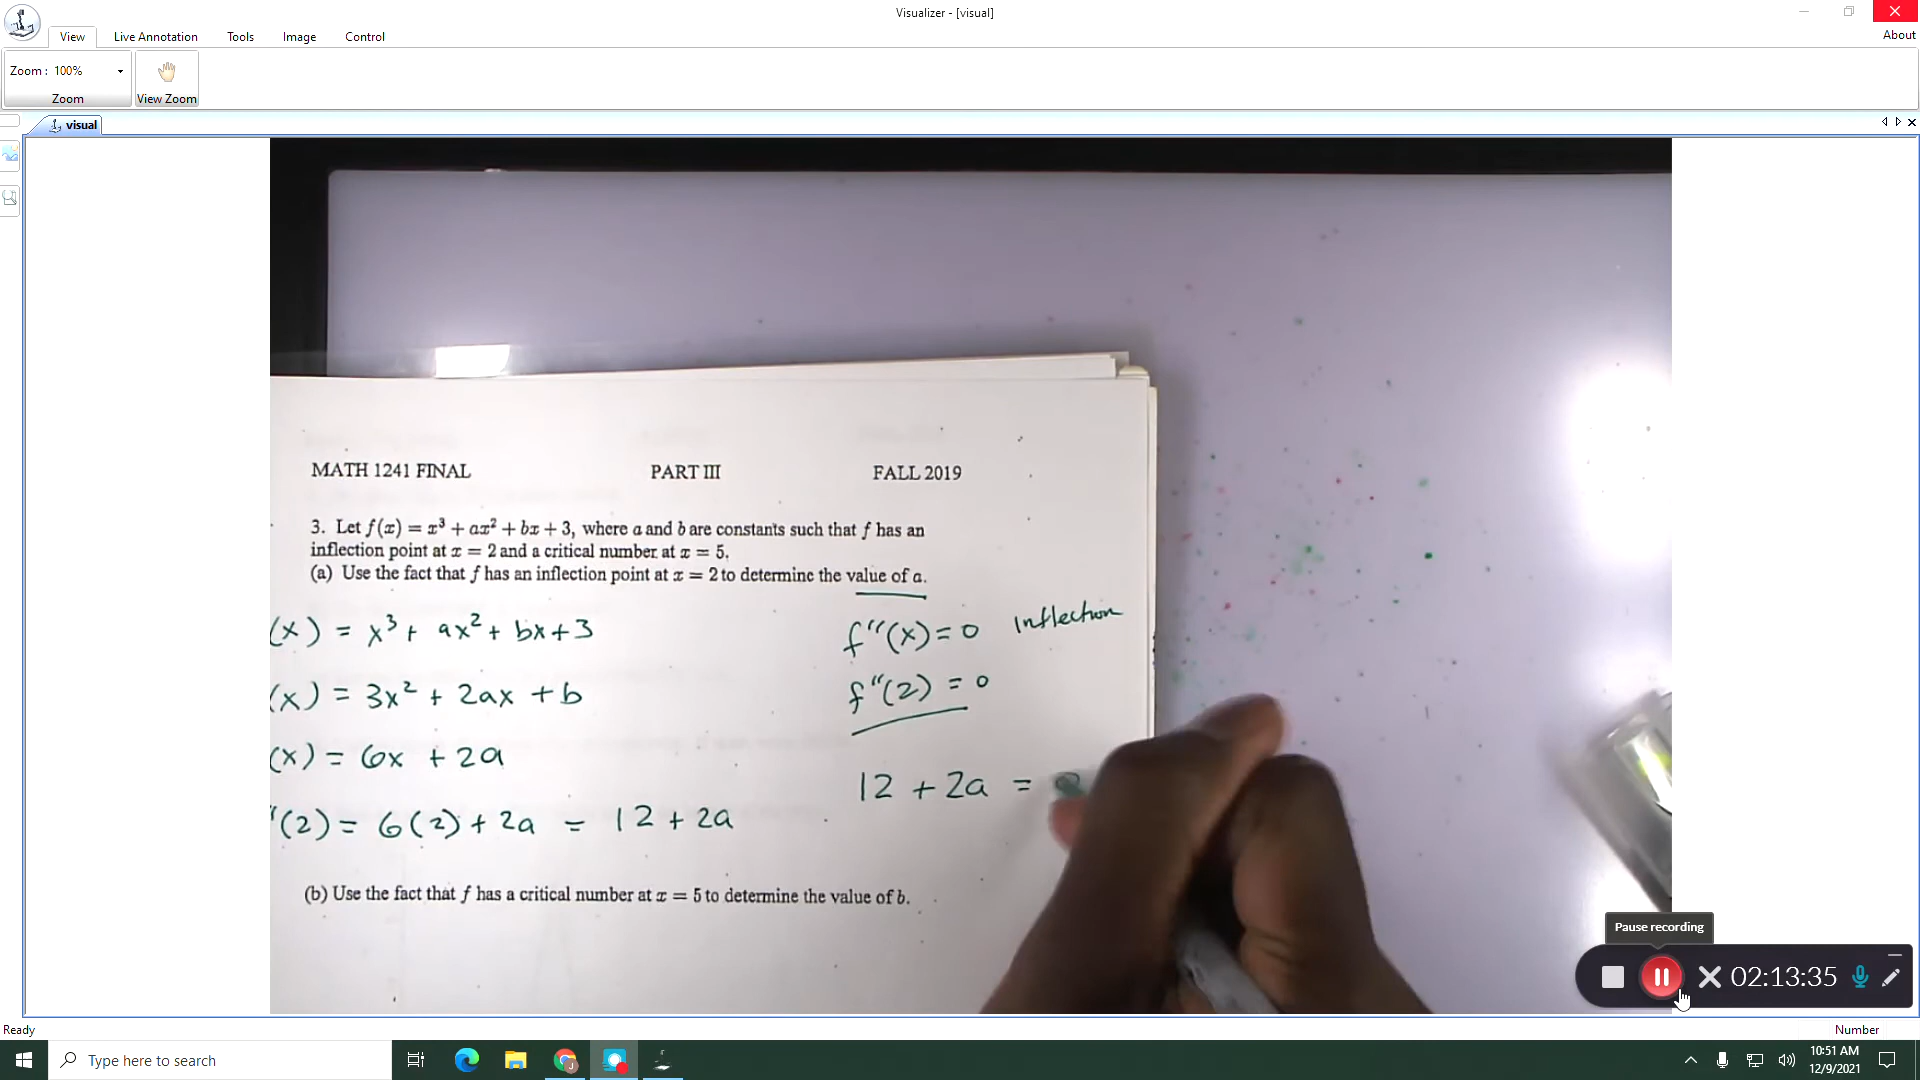 Visualizer - [visual]
View Live Annotation Tools Image Control About
Zoom : 100%
Zoom View Zoom
visual
MATH 1241 FINAL PART III FALL 2019
3. Let f(x) = x³ + ax² + bx + 3, where a and b are constants such that f has an
inflection point at x = 2 and a critical number at x = 5.
(a) Use the fact that f has an inflection point at x = 2 to determine the value of a.
(x) = x³ + ax² + bx + 3
f''(x) = 0 Inflection
(x) = 3x² + 2ax + b
f''(2) = 0
(x) = 6x + 2a
12 + 2a =
"(2) = 6(2) + 2a = 12 + 2a
(b) Use the fact that f has a critical number at x = 5 to determine the value of b.
Pause recording
02:13:35
Ready Number
Type here to search
10:51 AM
12/9/2021